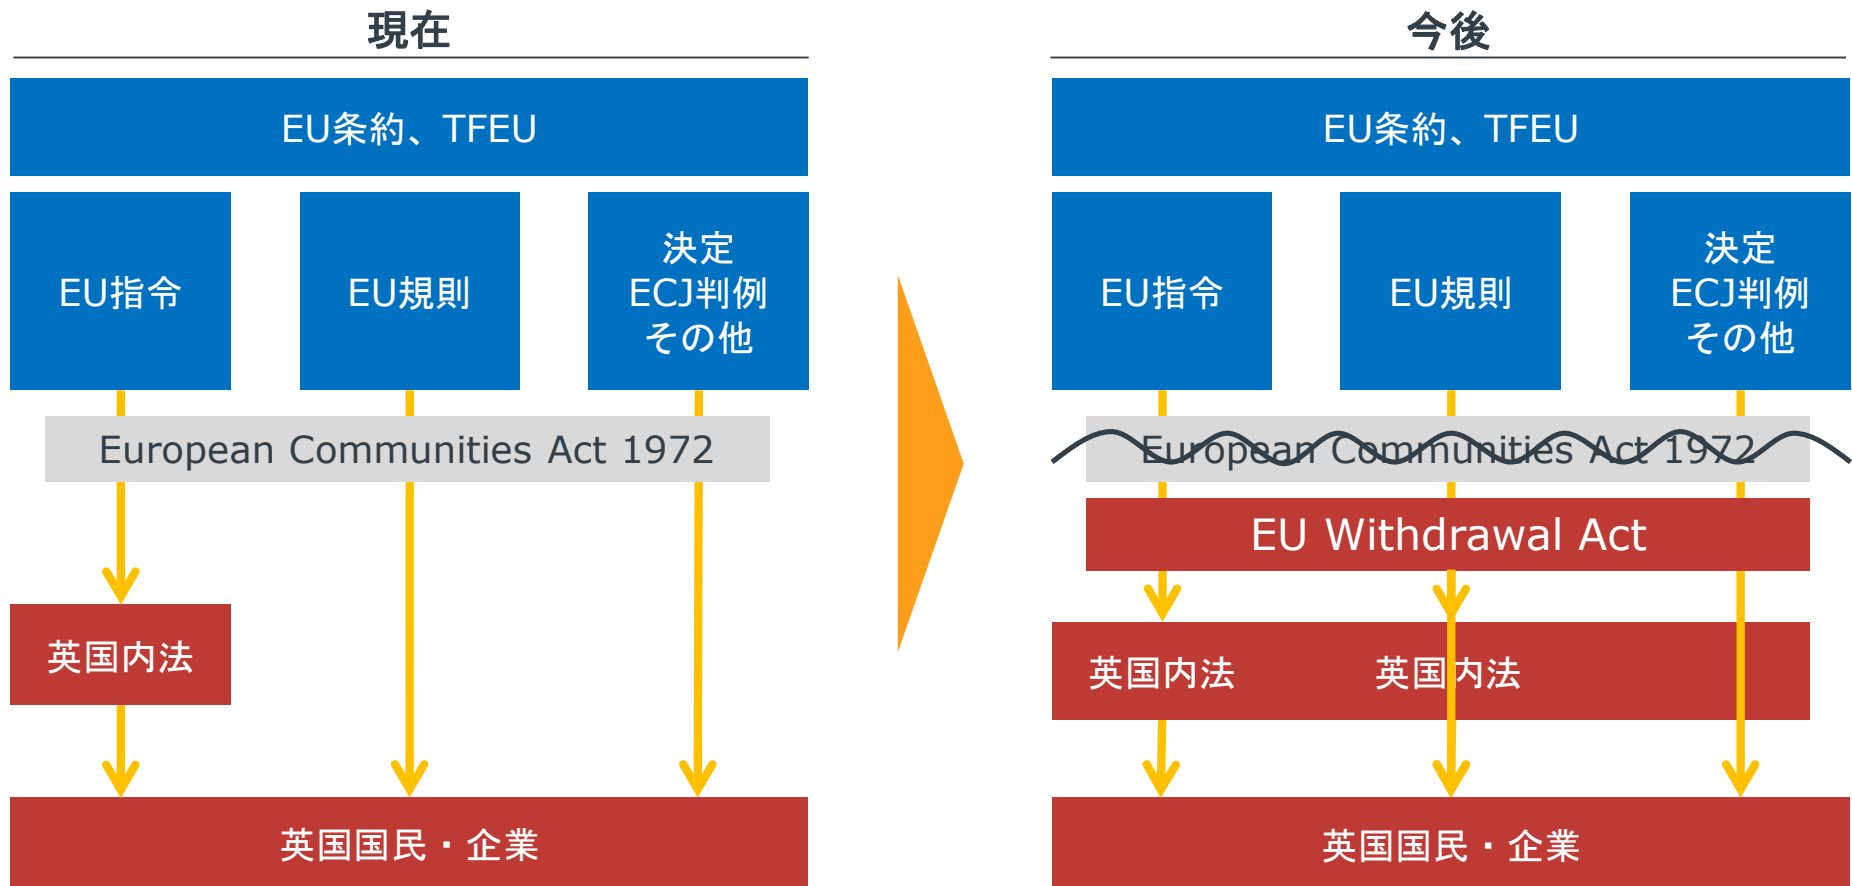 現在
EU条約、TFEU
EU指令
EU規則
決定
ECJ判例
その他
European Communities Act 1972
英国内法
英国国民・企業
今後
EU条約、TFEU
EU指令
EU規則
決定
ECJ判例
その他
European Communities Act 1972
EU Withdrawal Act
英国内法
英国内法
英国国民・企業